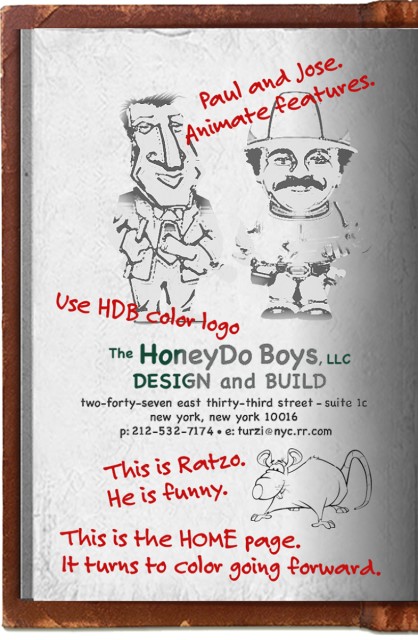 Paul and Jose.
Animate features.
Use HDB color logo
The HoneyDo Boys, LLC
DESIGN and BUILD
two-forty-seven east thirty-third street - suite 1c
new york, new york 10016
p: 212-532-7174 • e: turzi@nyc.rr.com
This is Ratzo.
He is funny.
This is the HOME page.
It turns to color going forward.